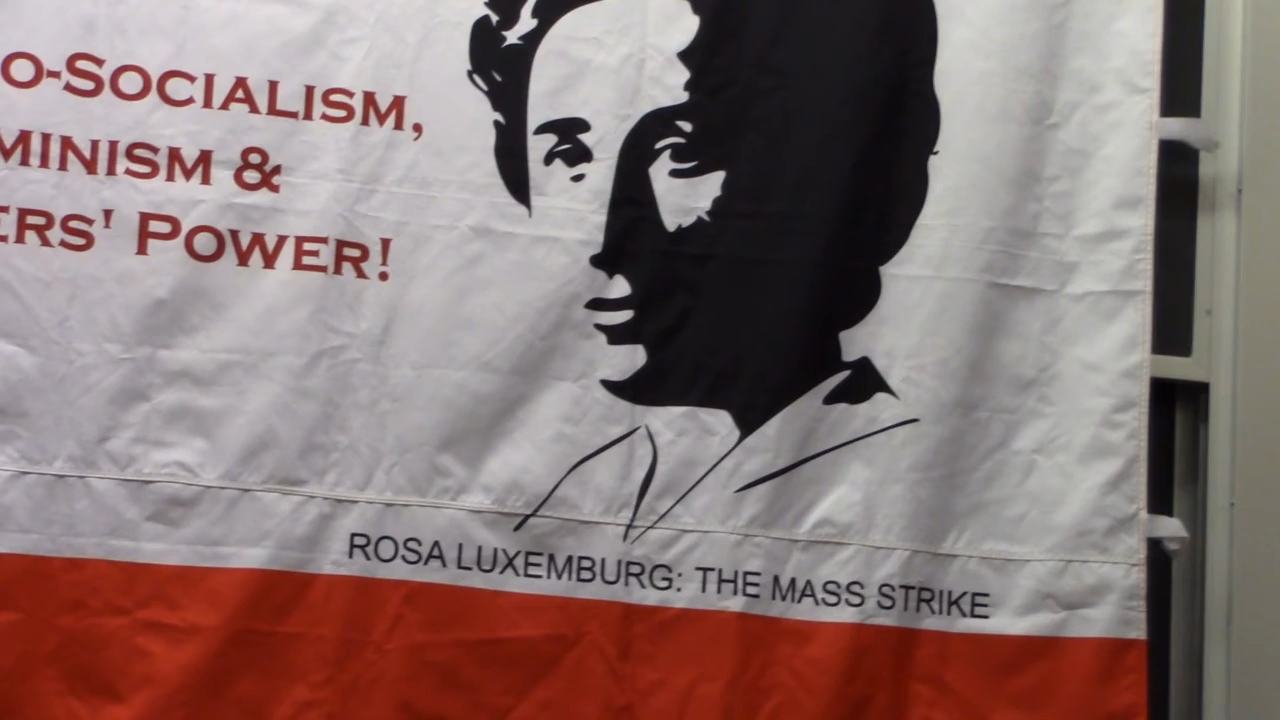 O-SOCIALISM,
MINISM &
ERS' POWER!
ROSA LUXEMBURG: THE MASS STRIKE